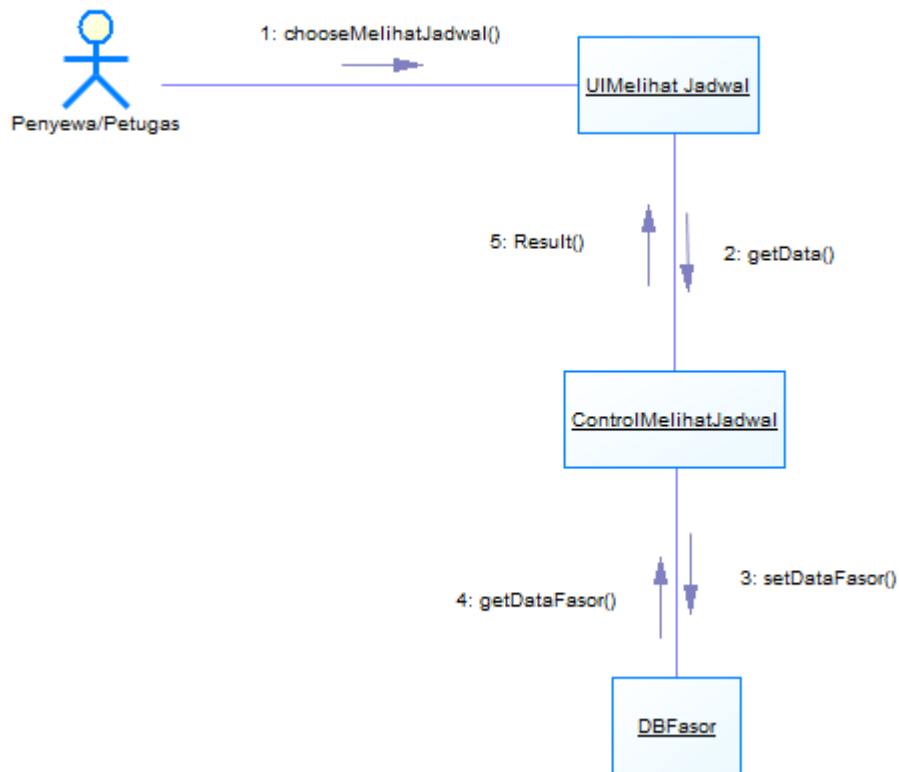 1: chooseMelihatJadwal()
UIMelihat Jadwal
Penyewa/Petugas
5: Result()
2: getData()
ControlMelihatJadwal
3: setDataFasor()
4: getDataFasor()
DBFasor